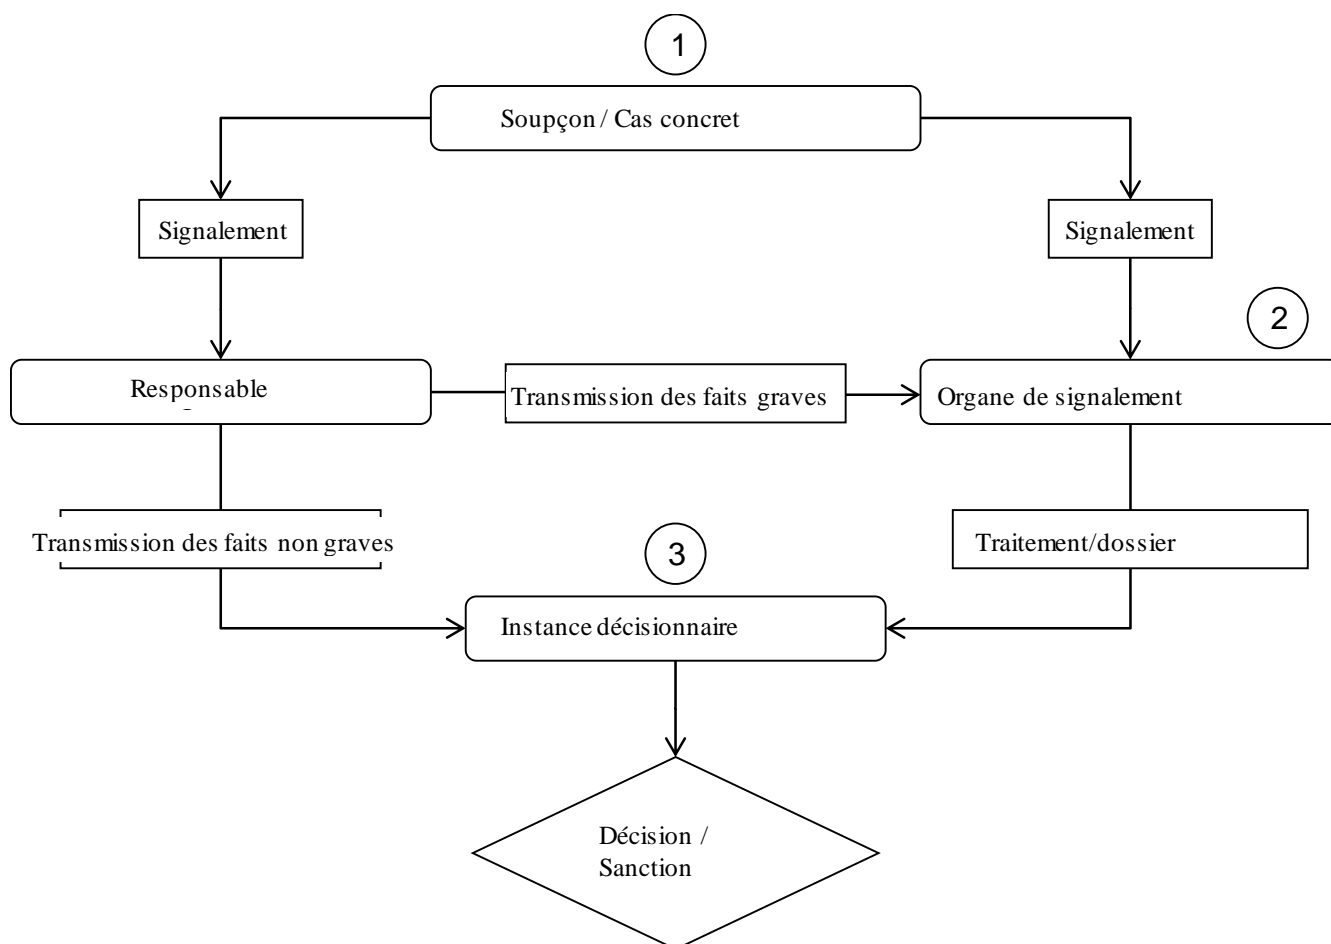 1
Soupçon / Cas concret
Signalement
Signalement
2
Responsable
Transmission des faits graves
Organe de signalement
Transmission des faits non graves
3
Traitement/dossier
Instance décisionnaire
Décision /
Sanction